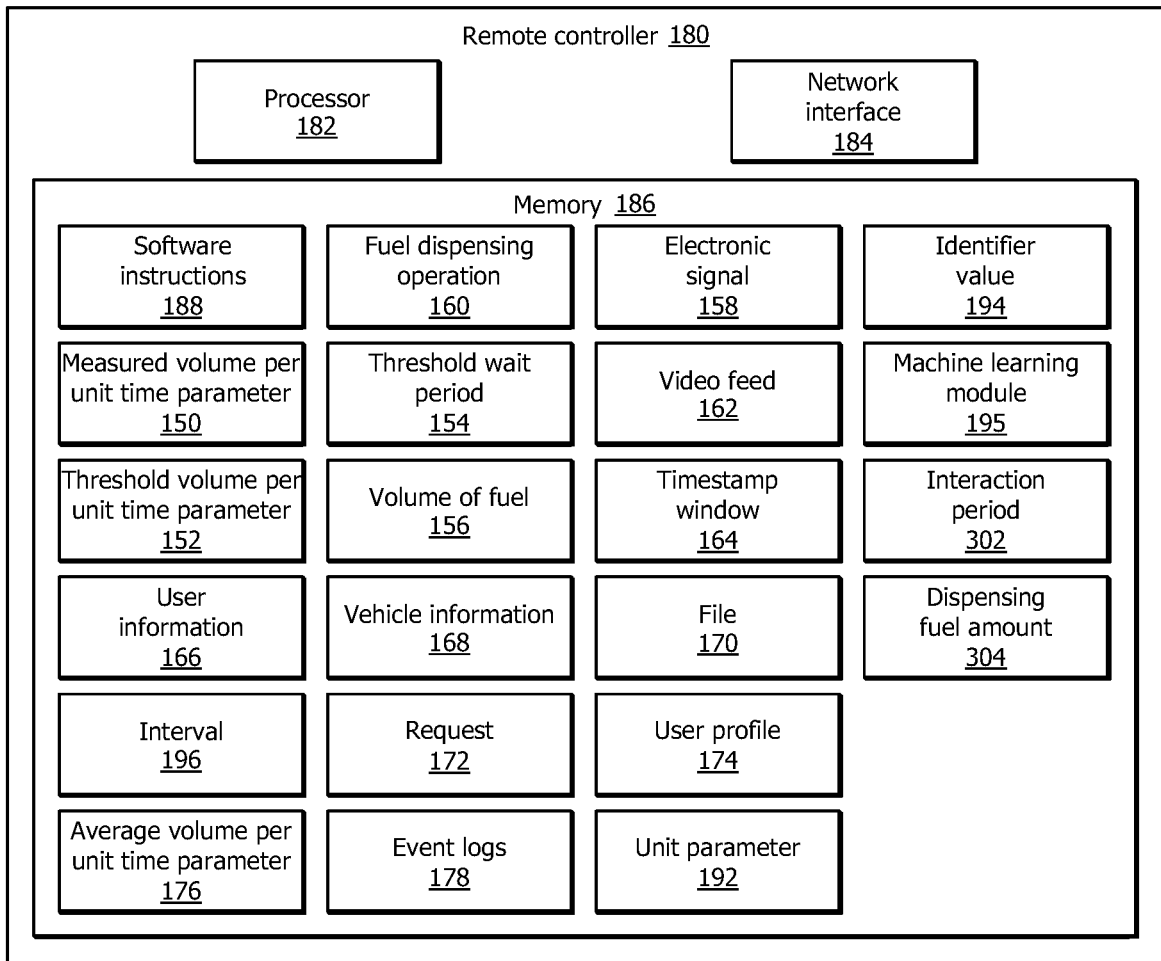 Remote controller 180
Processor
182
Network
interface
184
Memory 186
Software
instructions
188
Fuel dispensing
operation
160
Electronic
signal
158
Identifier
value
194
Measured volume per
unit time parameter
150
Threshold wait
period
154
Video feed
162
Machine learning
module
195
Threshold volume per
unit time parameter
152
Volume of fuel
156
Timestamp
window
164
Interaction
period
302
User
information
166
Vehicle information
168
File
170
Dispensing
fuel amount
304
Interval
196
Request
172
User profile
174
Average volume per
unit time parameter
176
Event logs
178
Unit parameter
192